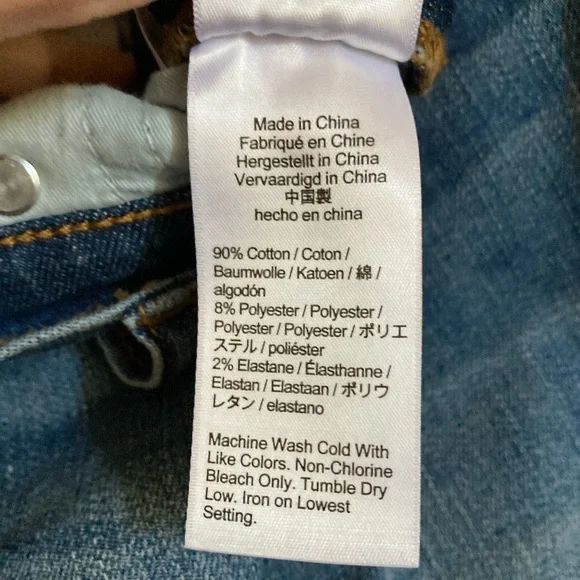 Made in China
Fabriqué en Chine
Hergestellt in China
Vervaardigd in China
中国製
hecho en china
90% Cotton / Coton /
Baumwolle / Katoen / 綿 /
algodón
8% Polyester / Polyester /
Polyester / Polyester / ポリエ
ステル / poliéster
2% Elastane / Élasthanne /
Elastan / Elastaan / ポリウ
レタン / elastano
Machine Wash Cold With
Like Colors. Non-Chlorine
Bleach Only. Tumble Dry
Low. Iron on Lowest
Setting.